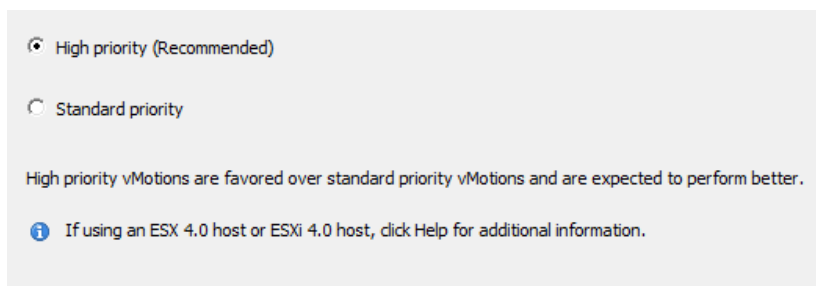 High priority (Recommended)
Standard priority
High priority vMotions are favored over standard priority vMotions and are expected to perform better.
If using an ESX 4.0 host or ESXi 4.0 host, click Help for additional information.